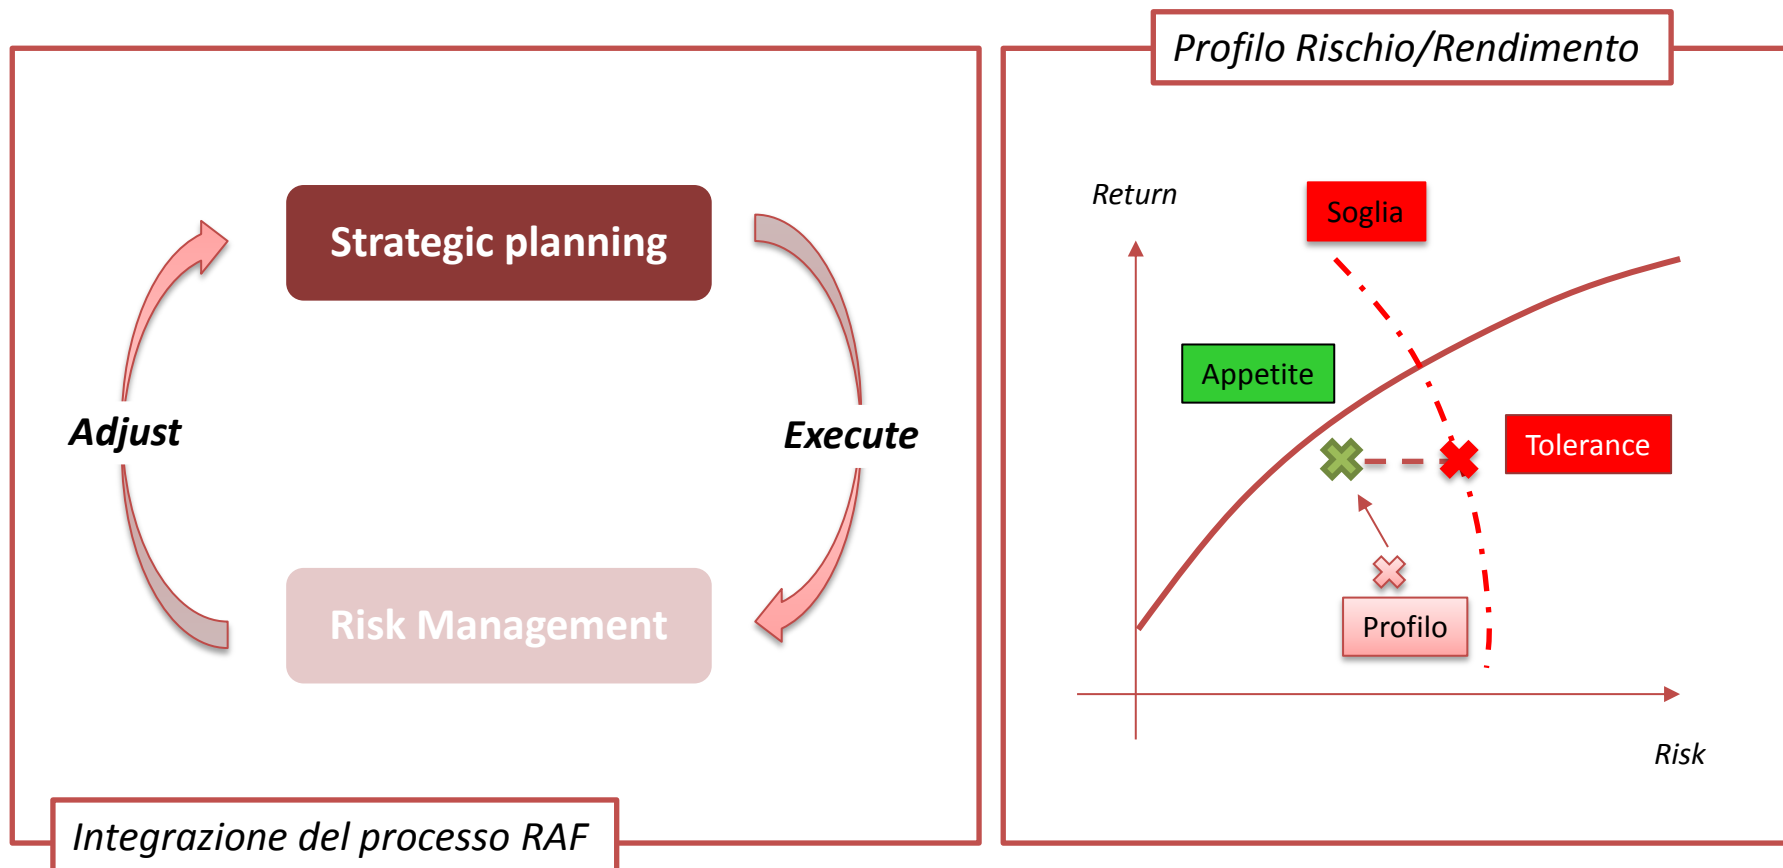 Strategic planning
Adjust
Execute
Risk Management
Integrazione del processo RAF
Profilo Rischio/Rendimento
Return
Soglia
Appetite
Tolerance
Profilo
Risk